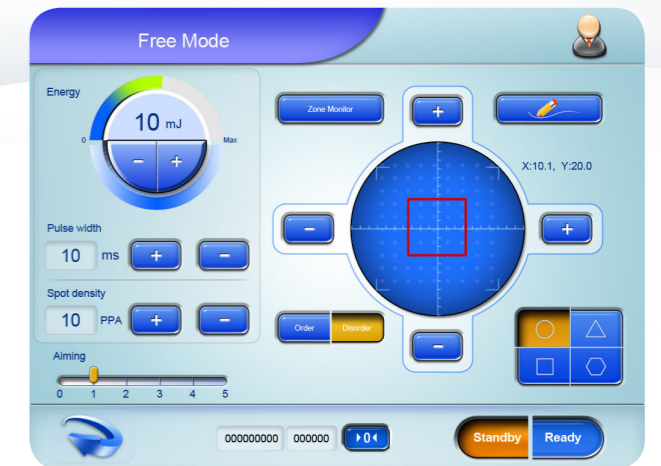 Free Mode
Energy
10 mJ
0
Max
Zone Monitor
X:10.1, Y:20.0
Pulse width
10 ms
Spot density
10 PPA
Order
Disorder
Aiming
0 1 2 3 4 5
000000000 000000 0
Standby
Ready